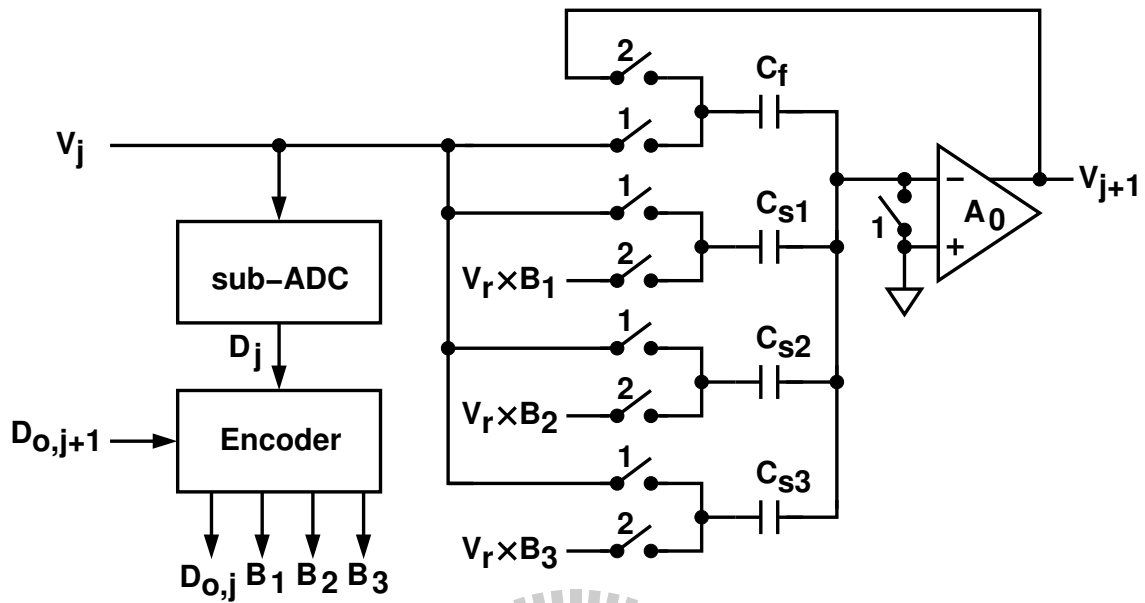 2
C_f
V_j
1
1
C_s1
2
V_r×B_1
sub−ADC
D_j
1
C_s2
2
V_r×B_2
D_o,j+1
Encoder
1
C_s3
2
V_r×B_3
D_o,j B_1 B_2 B_3
1
− A_0
+
V_j+1